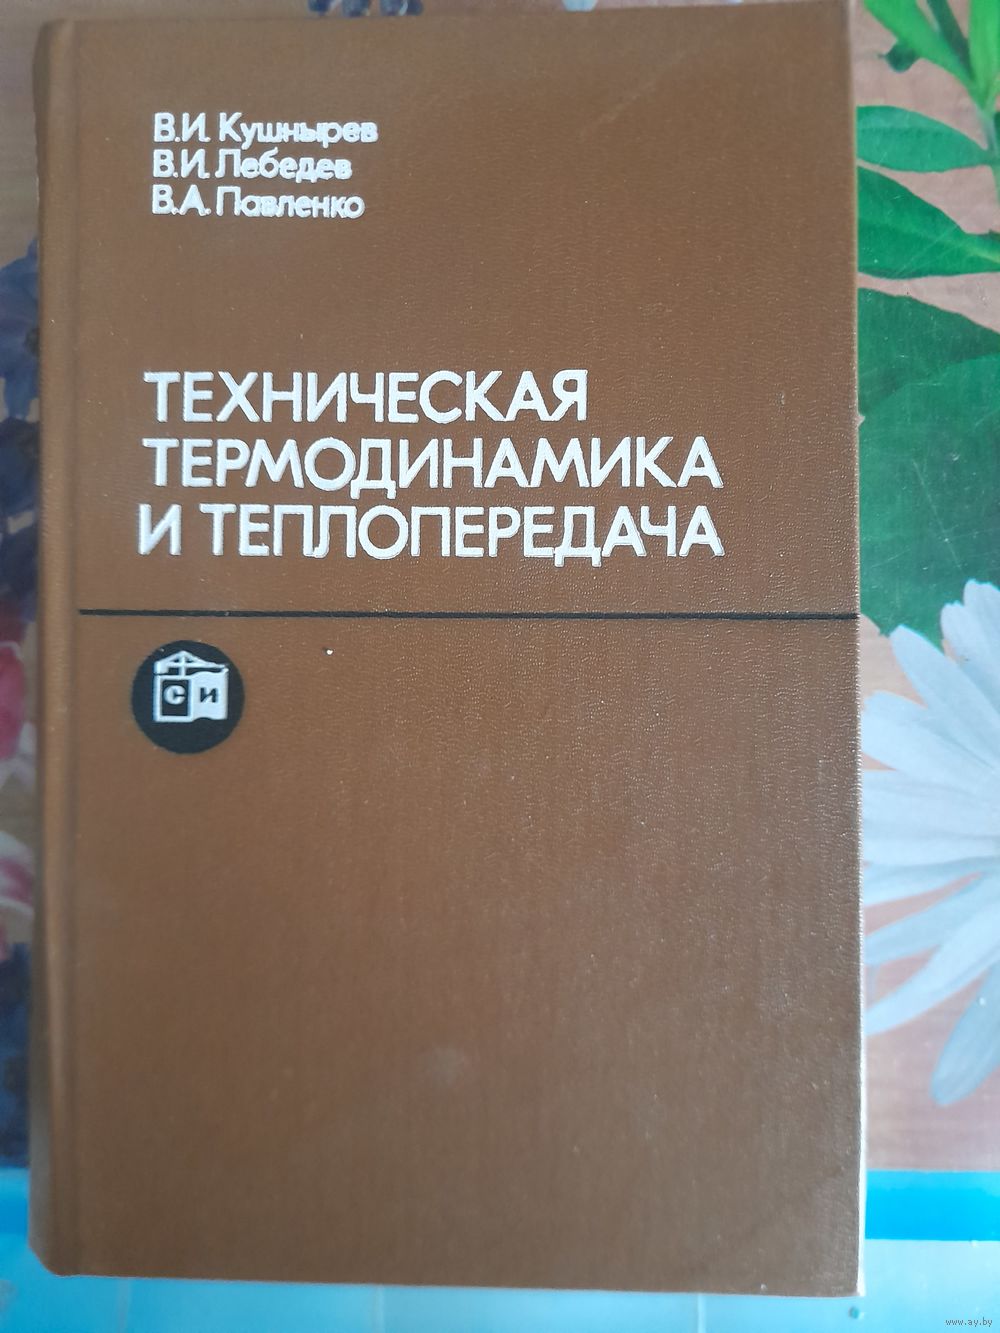 В.И. Кушнырев
В.И. Лебедев
В.А. Павленко
ТЕХНИЧЕСКАЯ
ТЕРМОДИНАМИКА
И ТЕПЛОПЕРЕДАЧА
С И
www.ay.by